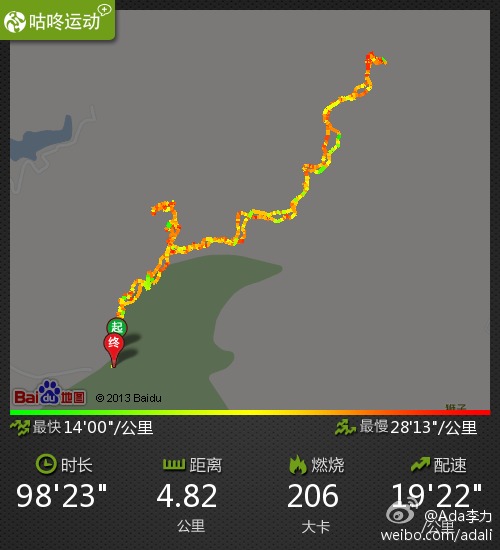 咕咚运动
起
终
Baidu地图 © 2013 Baidu
狮子
最快 14'00"/公里
最慢 28'13"/公里
时长
距离
燃烧
配速
98'23"
4.82
206
19'22"
公里
大卡
/公里
@Ada李力
weibo.com/adali